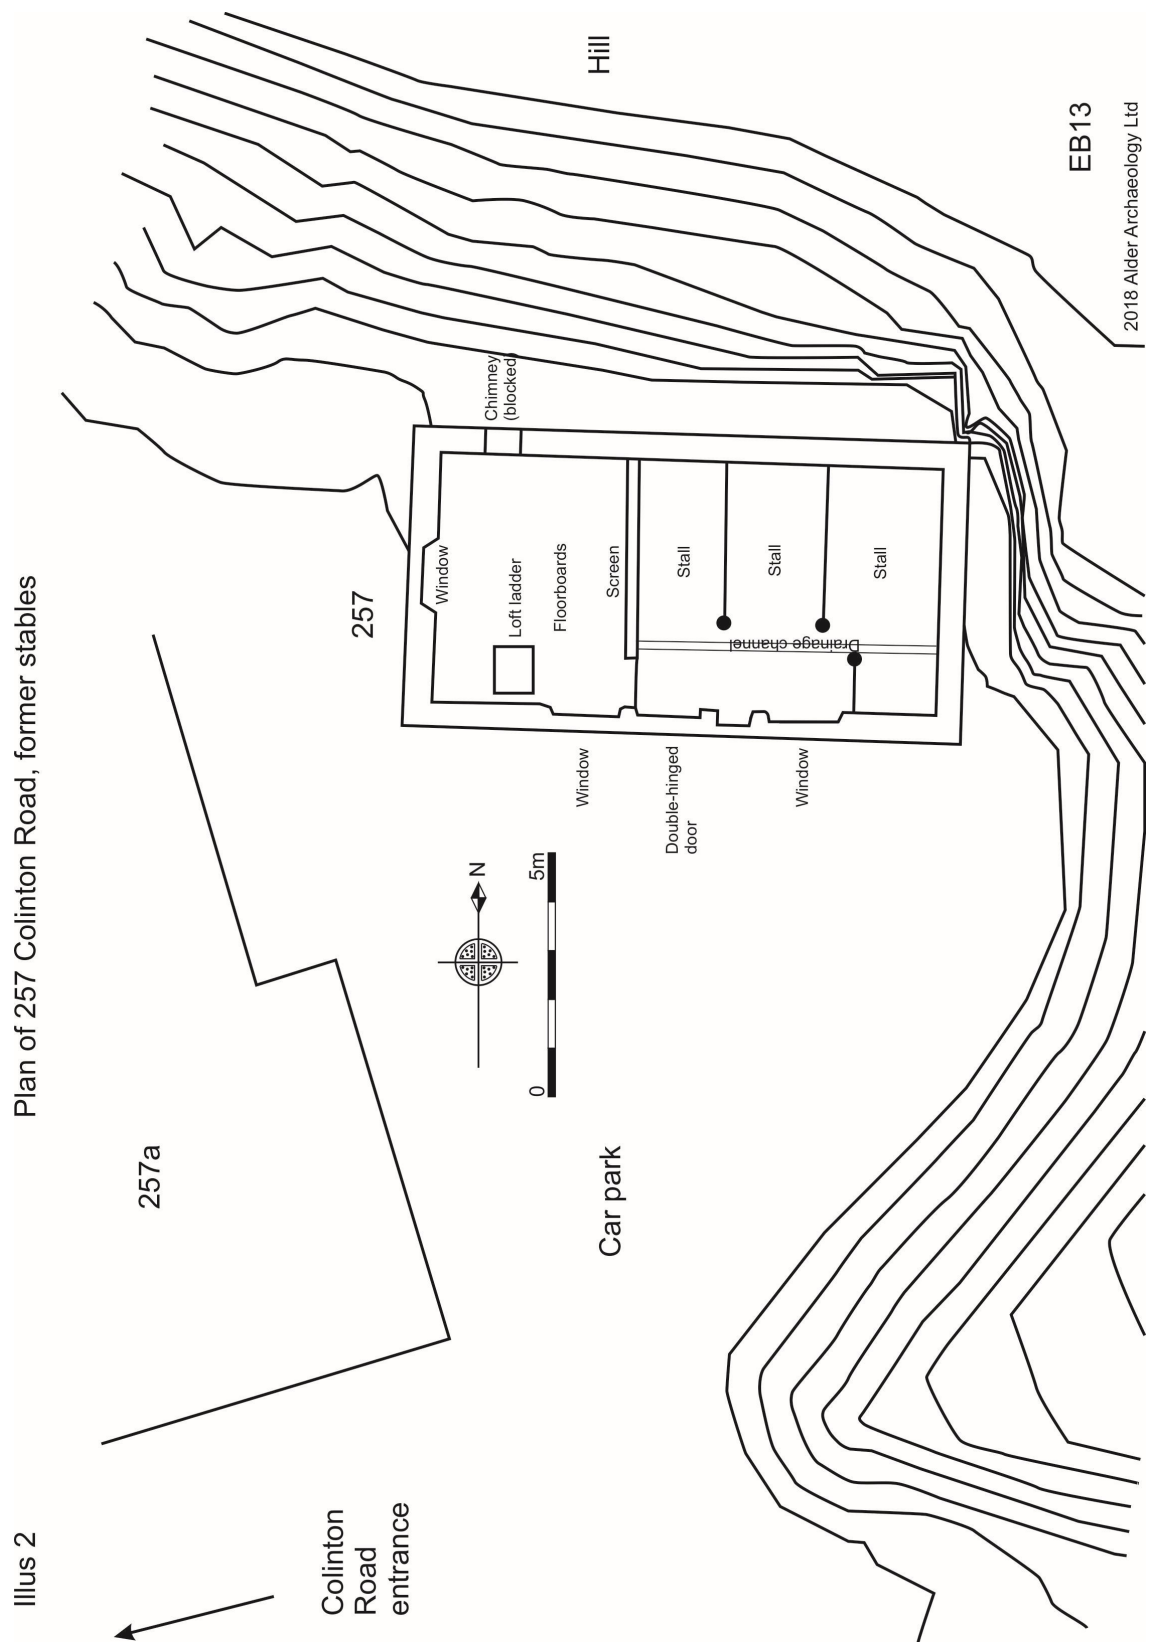 Illus 2
Plan of 257 Colinton Road, former stables
257a
Colinton
Road
entrance
257
Window
Chimney
(blocked)
Loft ladder
Floorboards
Screen
Stall
Stall
Stall
Drainage channel
Window
Double-hinged
door
Window
N
0
5m
Car park
Hill
EB13
2018 Alder Archaeology Ltd